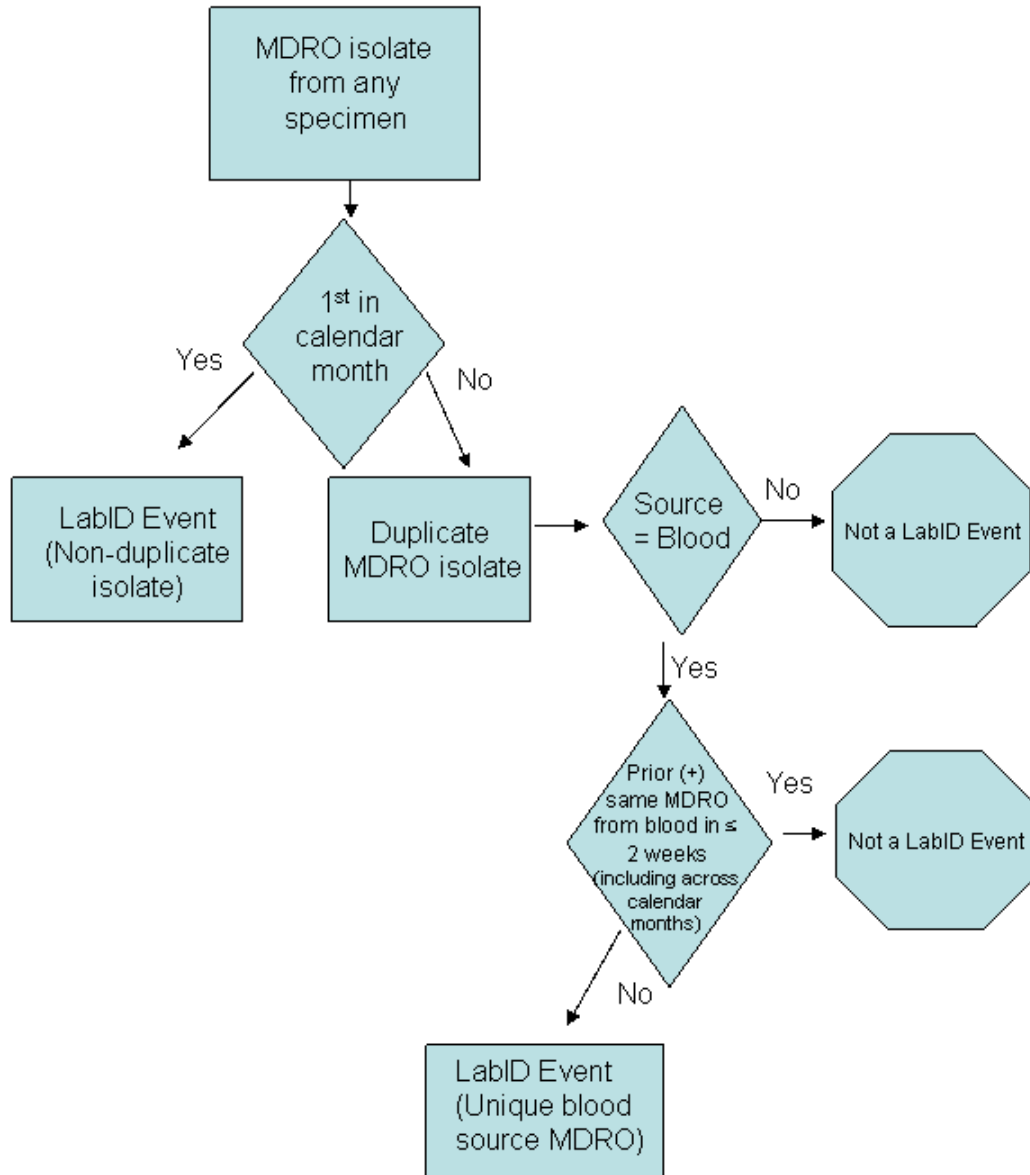 MDRO isolate
from any
specimen
1st in
calendar
month
Yes
No
LabID Event
(Non-duplicate
isolate)
Duplicate
MDRO isolate
Source
= Blood
No
Not a LabID Event
Yes
Prior (+)
same MDRO
from blood in ≤
2 weeks
(including across
calendar
months)
Yes
Not a LabID Event
No
LabID Event
(Unique blood
source MDRO)